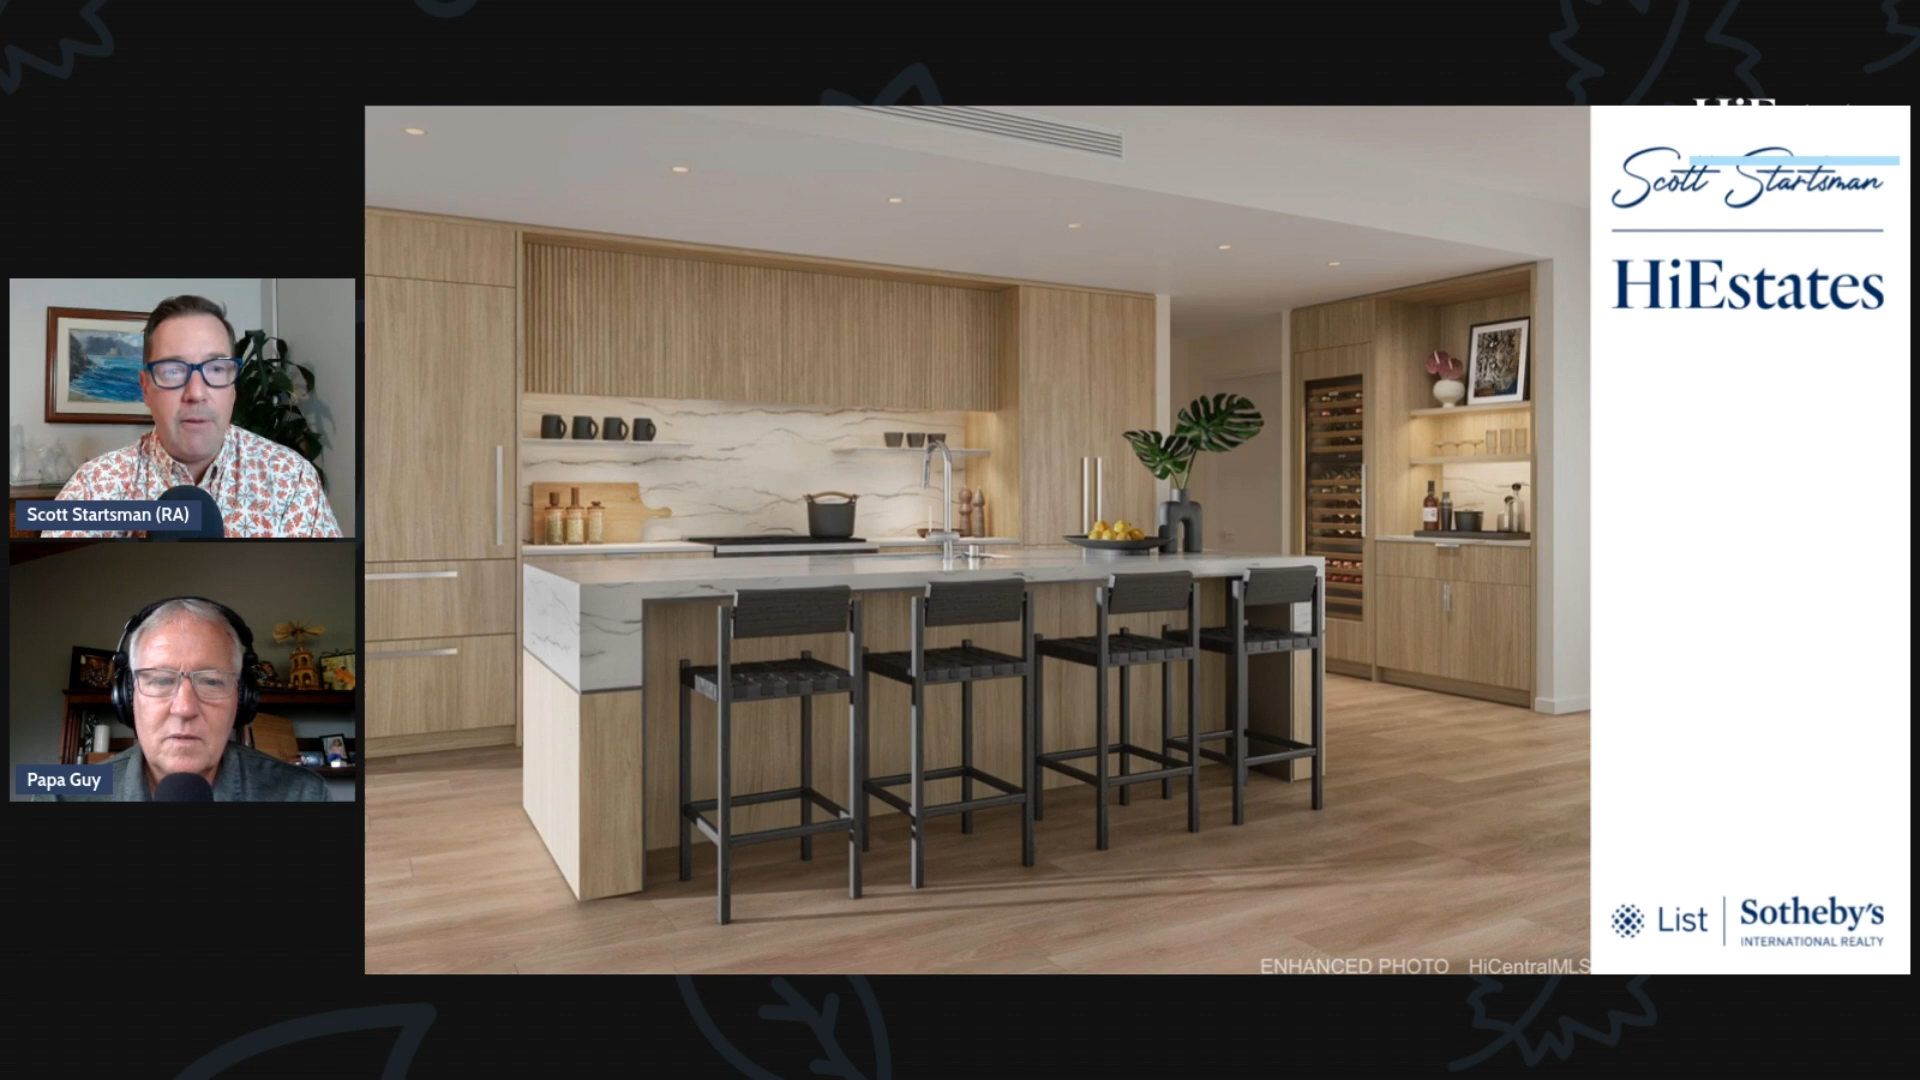 Scott Startsman
HiEstates
Scott Startsman (RA)
Papa Guy
List
Sotheby's
INTERNATIONAL REALTY
ENHANCED PHOTO HiCentralMLS